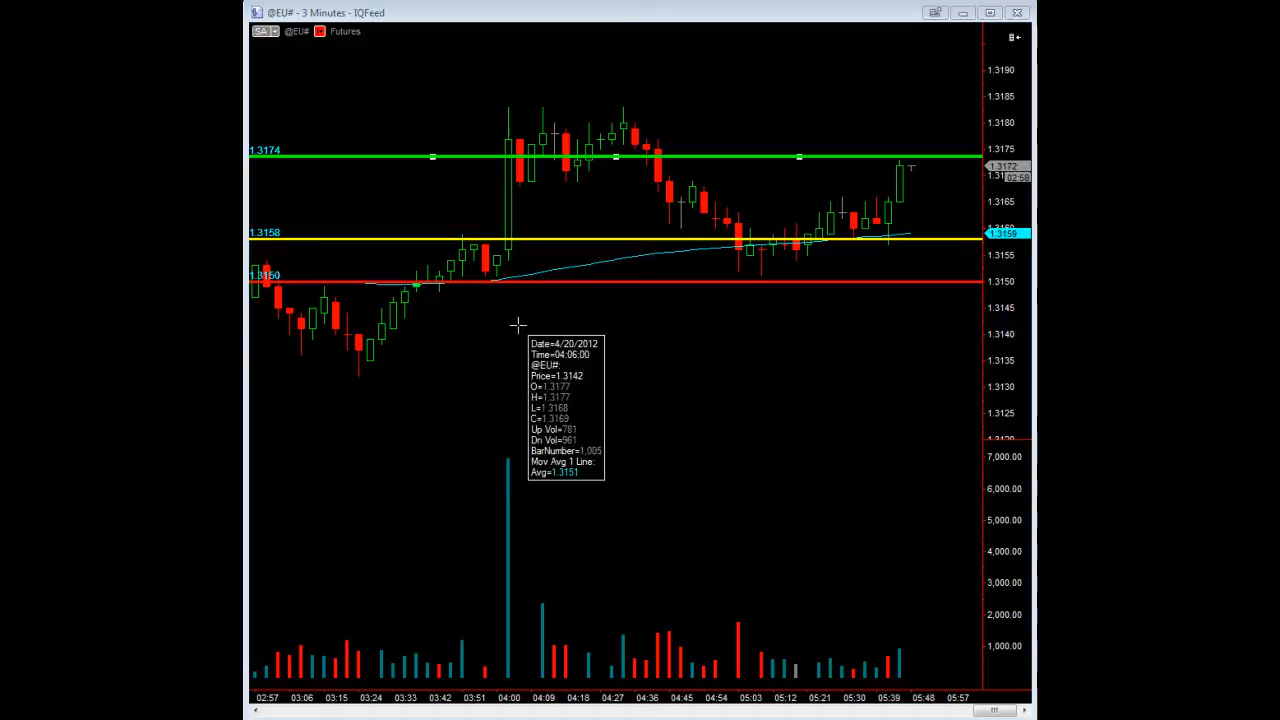 @EU# - 3 Minutes - IQFeed
SA @EU# Futures
1.3190
1.3185
1.3180
1.3175
1.3174
1.3172
02:58
1.3165
1.3158
1.3159
1.3155
1.3150
1.3150
1.3145
1.3140
1.3135
1.3130
1.3125
Date=4/20/2012
Time=04:06:00
@EU#:
Price=1.3142
O=1.3177
H=1.3177
L=1.3168
C=1.3169
Up Vol=781
Dn Vol=961
BarNumber=1,005
Mov Avg 1 Line:
Avg=1.3151
7,000.00
6,000.00
5,000.00
4,000.00
3,000.00
2,000.00
1,000.00
02:57 03:06 03:15 03:24 03:33 03:42 03:51 04:00 04:09 04:18 04:27 04:36 04:45 04:54 05:03 05:12 05:21 05:30 05:39 05:48 05:57